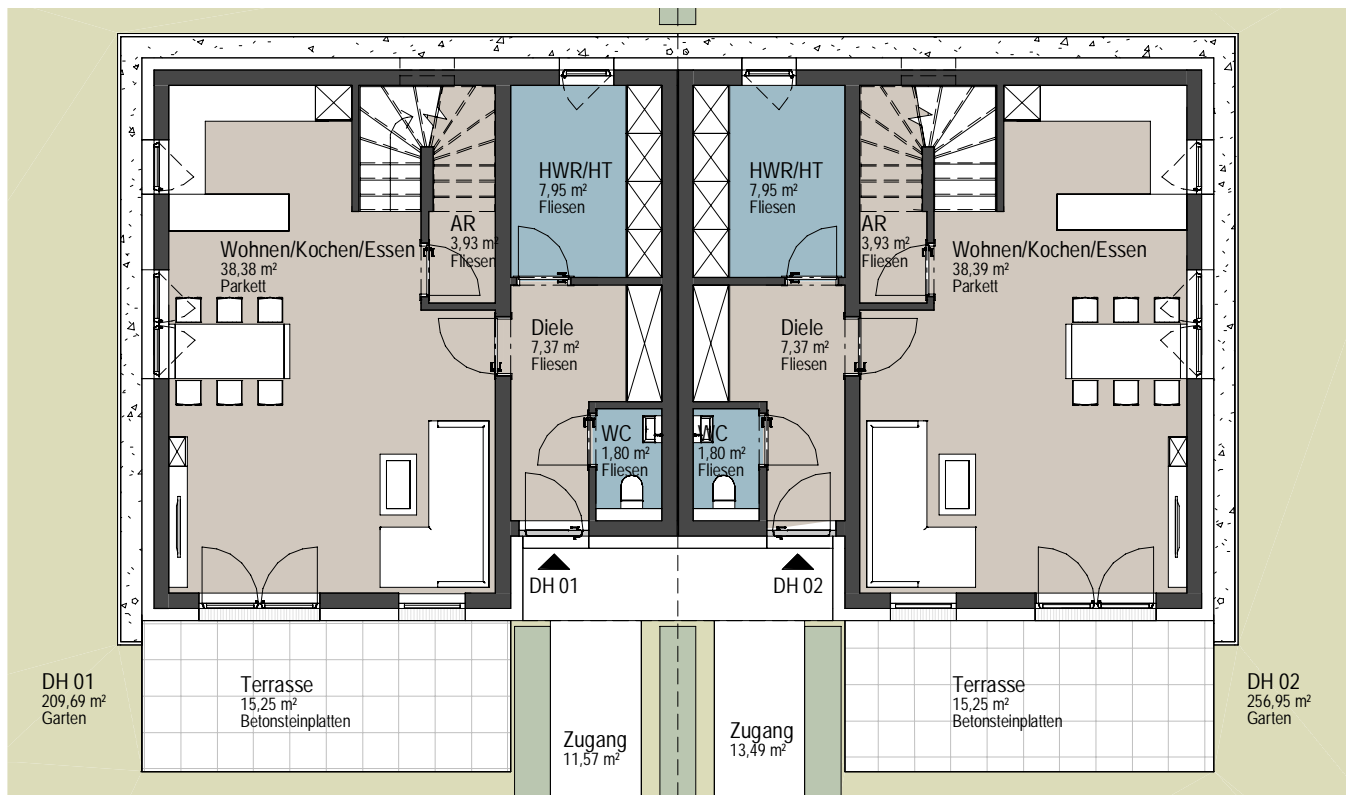 HWR/HT
7,95 m²
Fliesen
HWR/HT
7,95 m²
Fliesen
Wohnen/Kochen/Essen
38,38 m²
Parkett
AR
3,93 m²
Fliesen
AR
3,93 m²
Fliesen
Wohnen/Kochen/Essen
38,39 m²
Parkett
Diele
7,37 m²
Fliesen
Diele
7,37 m²
Fliesen
WC
1,80 m²
Fliesen
WC
1,80 m²
Fliesen
DH 01
DH 02
DH 01
209,69 m²
Garten
Terrasse
15,25 m²
Betonsteinplatten
Zugang
11,57 m²
Zugang
13,49 m²
Terrasse
15,25 m²
Betonsteinplatten
DH 02
256,95 m²
Garten